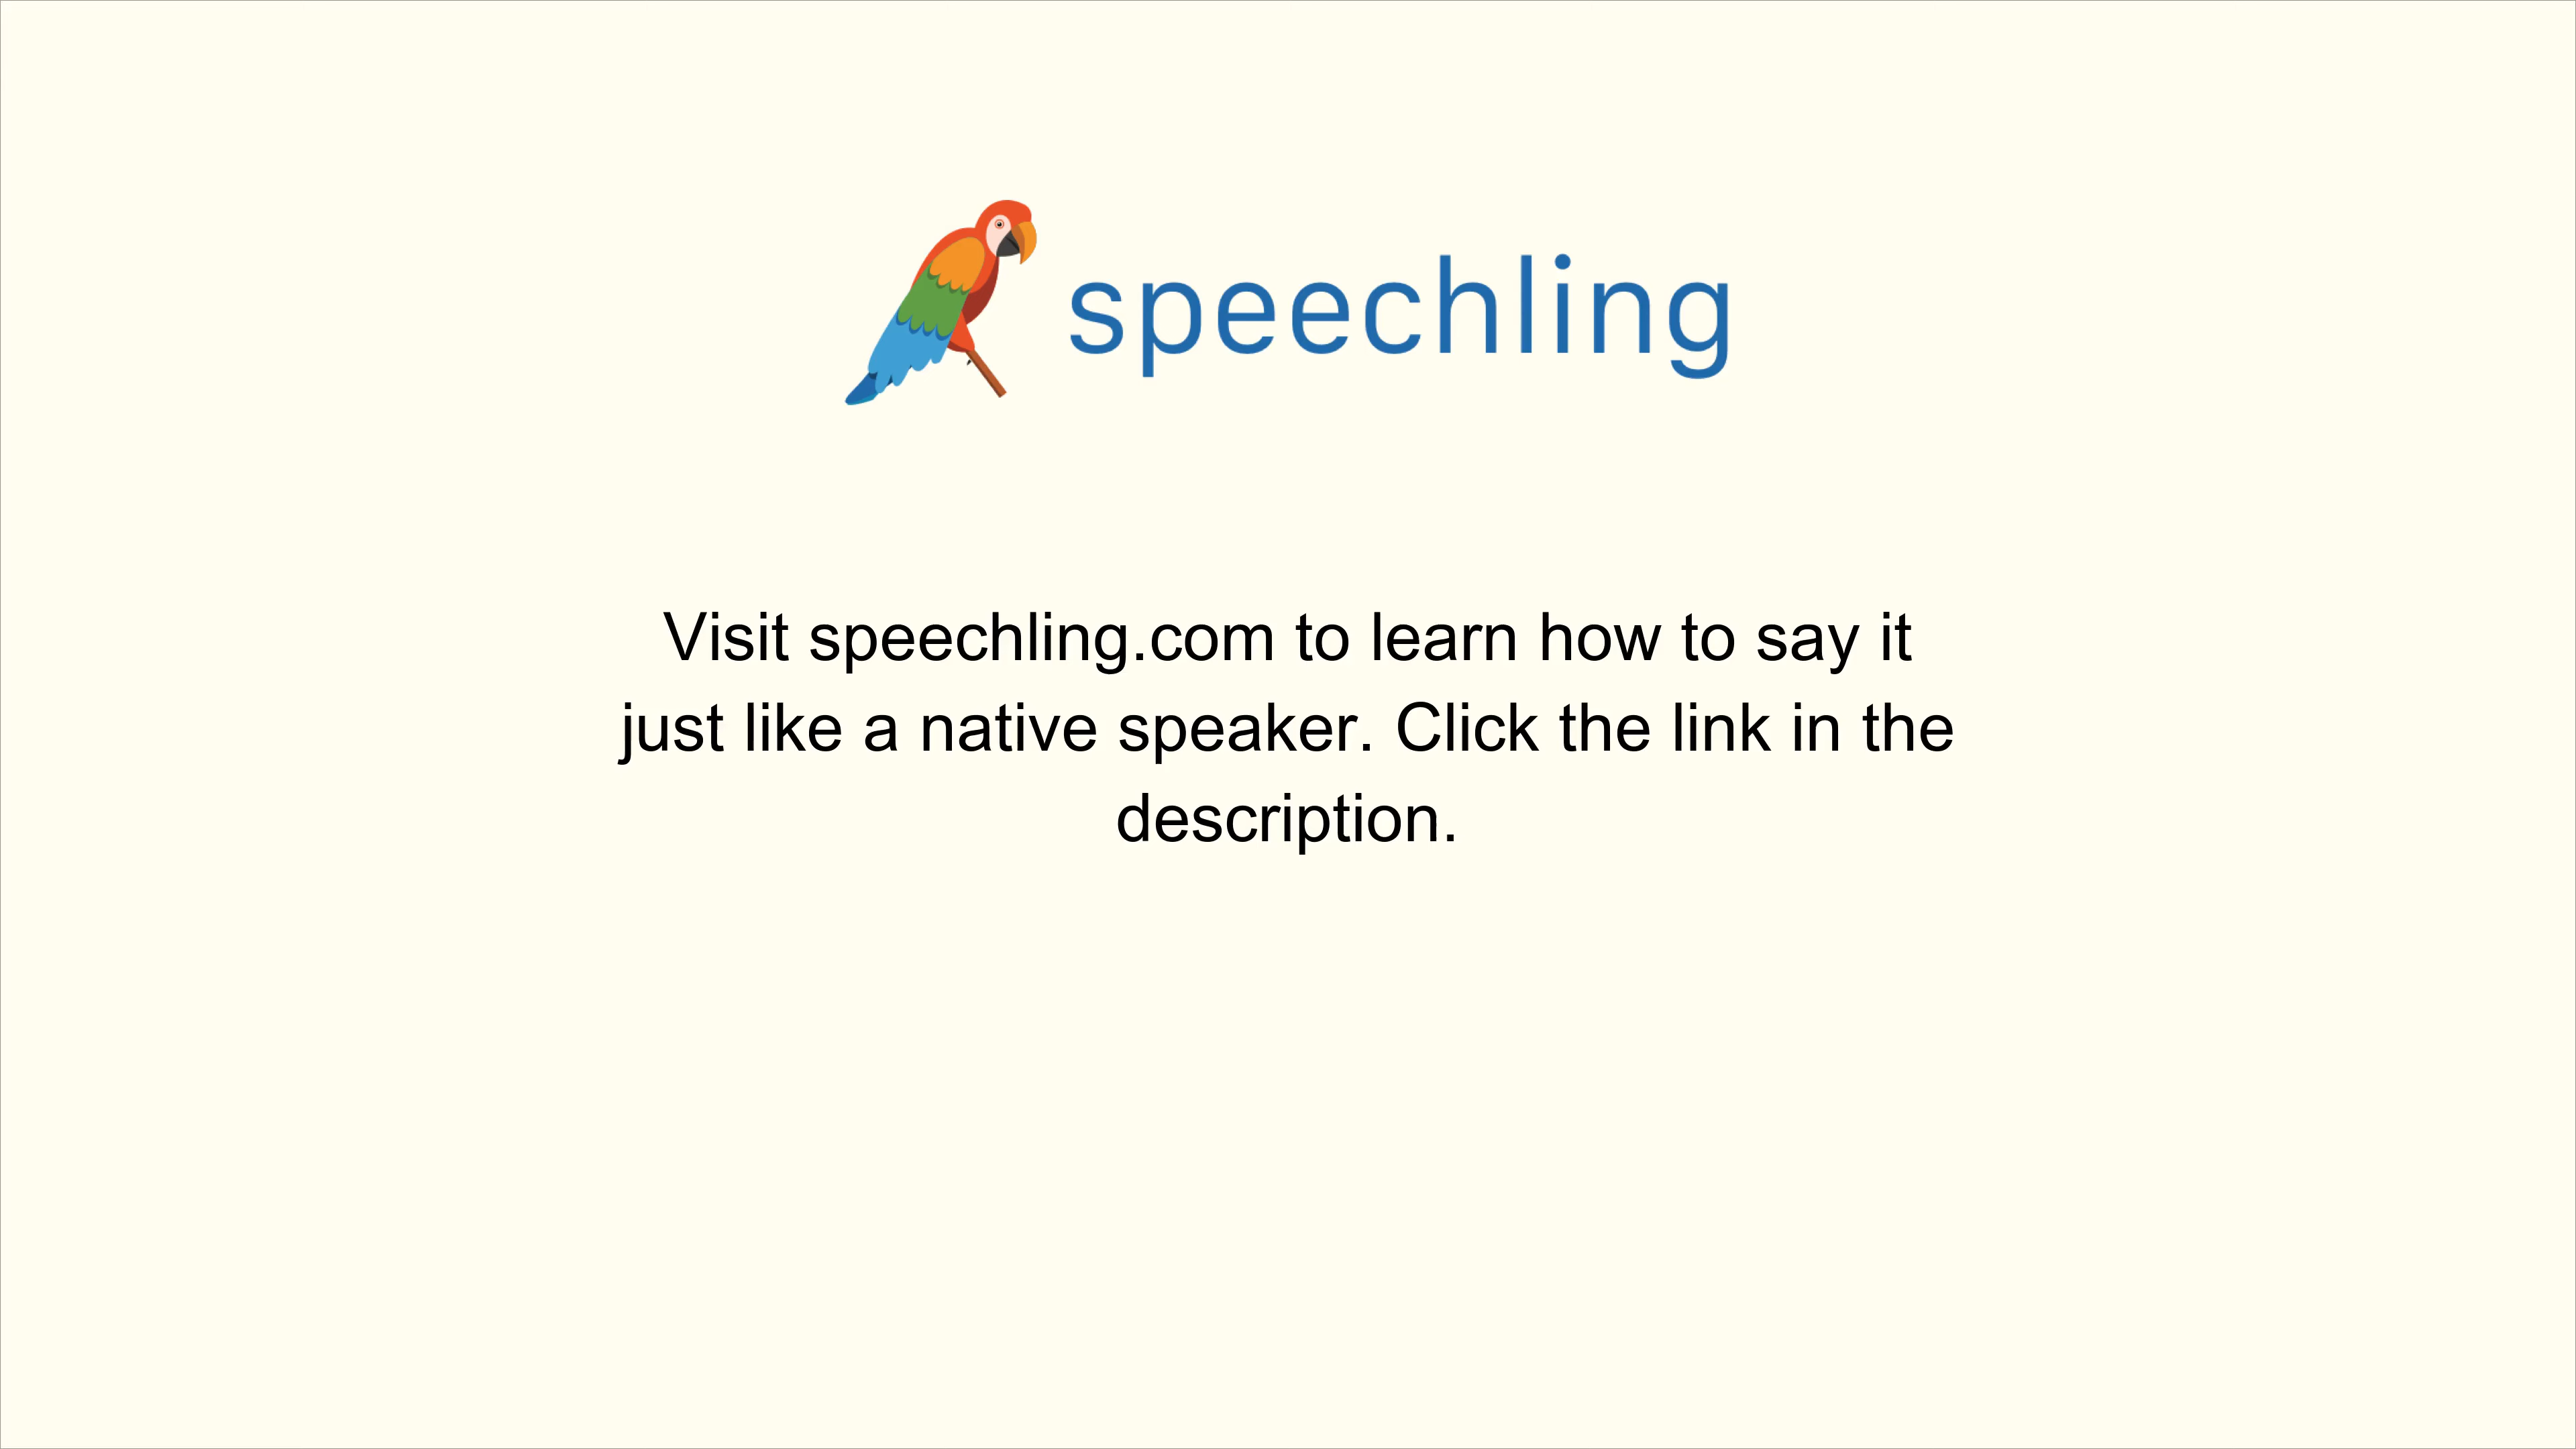 speechling
Visit speechling.com to learn how to say it
just like a native speaker. Click the link in the
description.